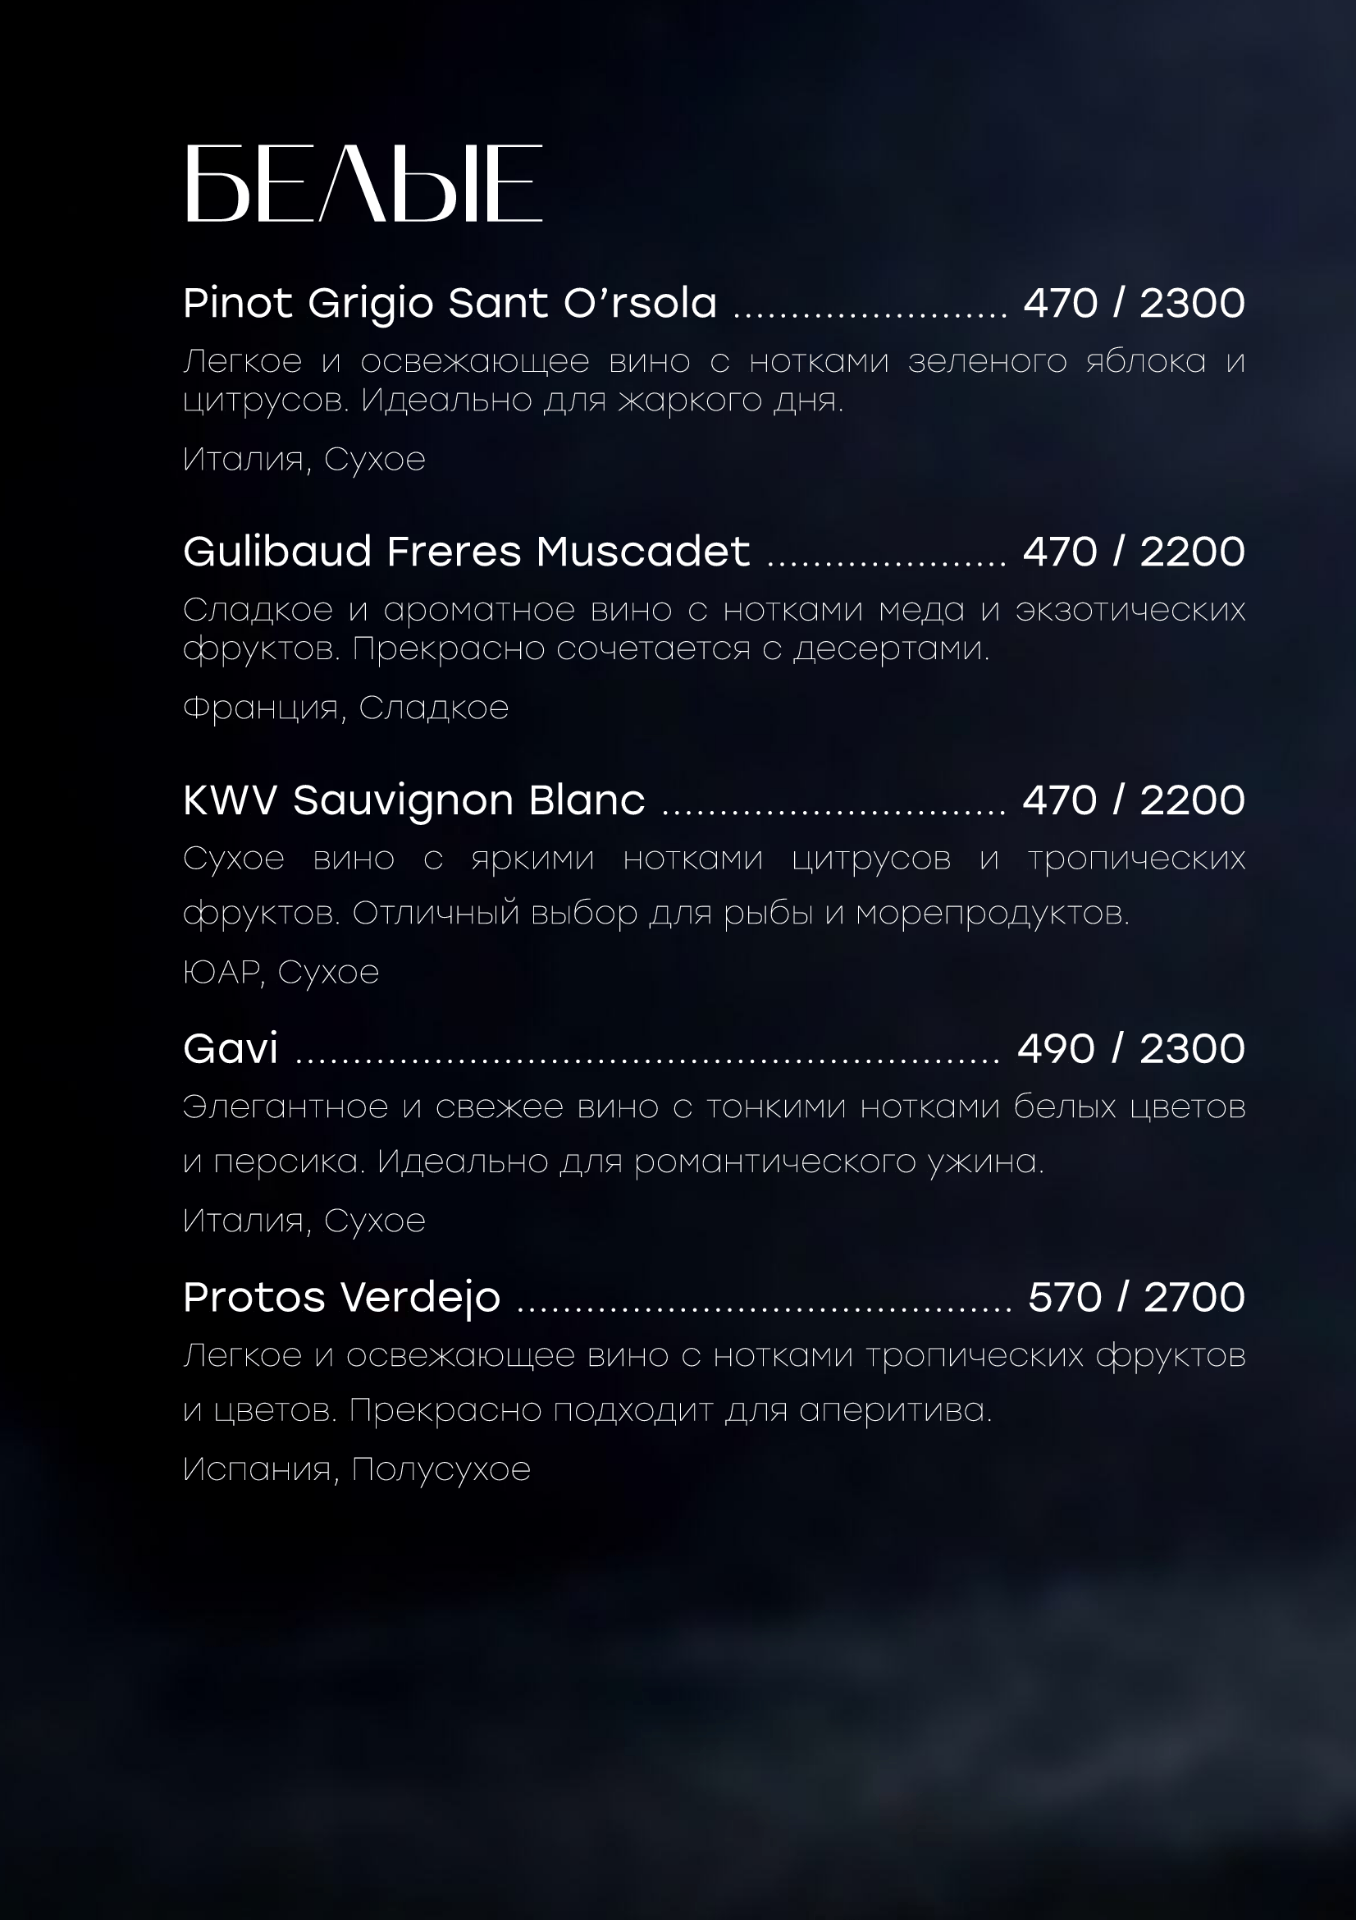 БЕЛЫЕ
Pinot Grigio Sant O’rsola ........................ 470 / 2300
Легкое и освежающее вино с нотками зеленого яблока и
цитрусов. Идеально для жаркого дня.
Италия, Сухое
Gulibaud Freres Muscadet ..................... 470 / 2200
Сладкое и ароматное вино с нотками меда и экзотических
фруктов. Прекрасно сочетается с десертами.
Франция, Сладкое
KWV Sauvignon Blanc .............................. 470 / 2200
Сухое вино с яркими нотками цитрусов и тропических
фруктов. Отличный выбор для рыбы и морепродуктов.
ЮАР, Сухое
Gavi ............................................................. 490 / 2300
Элегантное и свежее вино с тонкими нотками белых цветов
и персика. Идеально для романтического ужина.
Италия, Сухое
Protos Verdejo ........................................... 570 / 2700
Легкое и освежающее вино с нотками тропических фруктов
и цветов. Прекрасно подходит для аперитива.
Испания, Полусухое